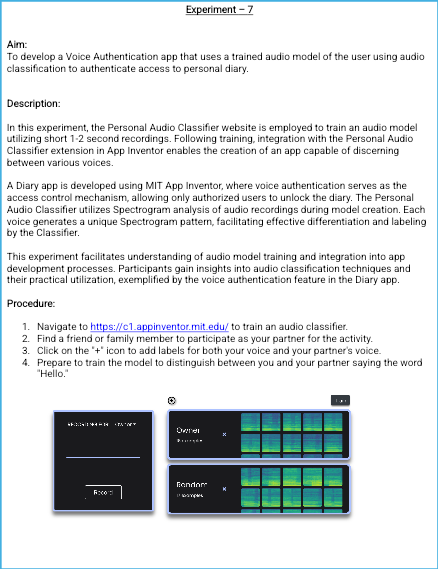 Experiment – 7
Aim:
To develop a Voice Authentication app that uses a trained audio model of the user using audio
classification to authenticate access to personal diary.
Description:
In this experiment, the Personal Audio Classifier website is employed to train an audio model
utilizing short 1-2 second recordings. Following training, integration with the Personal Audio
Classifier extension in App Inventor enables the creation of an app capable of discerning
between various voices.
A Diary app is developed using MIT App Inventor, where voice authentication serves as the
access control mechanism, allowing only authorized users to unlock the diary. The Personal
Audio Classifier utilizes Spectrogram analysis of audio recordings during model creation. Each
voice generates a unique Spectrogram pattern, facilitating effective differentiation and labeling
by the Classifier.
This experiment facilitates understanding of audio model training and integration into app
development processes. Participants gain insights into audio classification techniques and
their practical utilization, exemplified by the voice authentication feature in the Diary app.
Procedure:
1. Navigate to https://c1.appinventor.mit.edu/ to train an audio classifier.
2. Find a friend or family member to participate as your partner for the activity.
3. Click on the "+" icon to add labels for both your voice and your partner's voice.
4. Prepare to train the model to distinguish between you and your partner saying the word
"Hello."
Owner
examples
Random
examples
Record